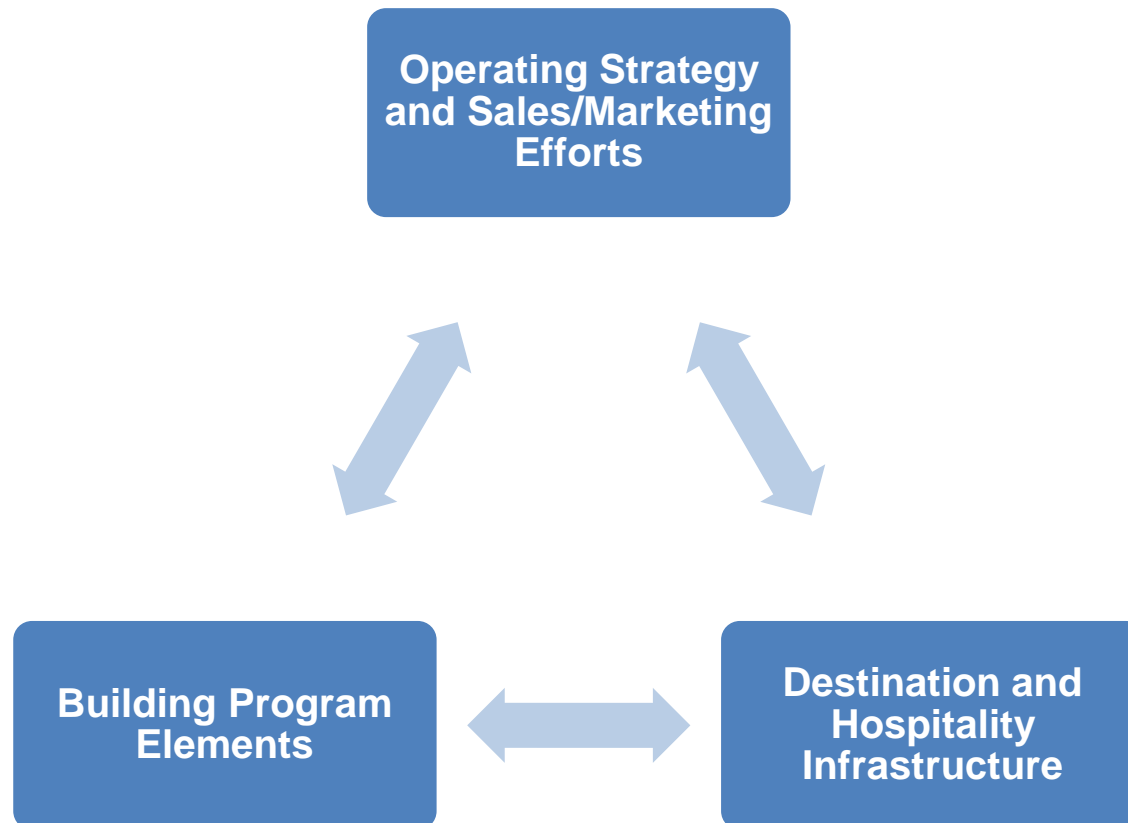 Operating Strategy
and Sales/Marketing
Efforts
Building Program
Elements
Destination and
Hospitality
Infrastructure